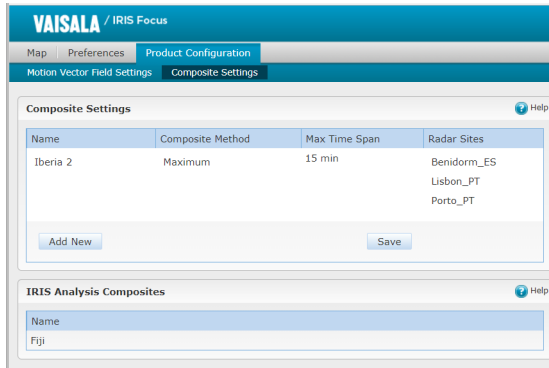 VAISALA / IRIS Focus
Map Preferences Product Configuration
Motion Vector Field Settings Composite Settings
Composite Settings Help
Name Composite Method Max Time Span Radar Sites
Iberia 2 Maximum 15 min Benidorm_ES
Lisbon_PT
Porto_PT
Add New Save
IRIS Analysis Composites Help
Name
Fiji